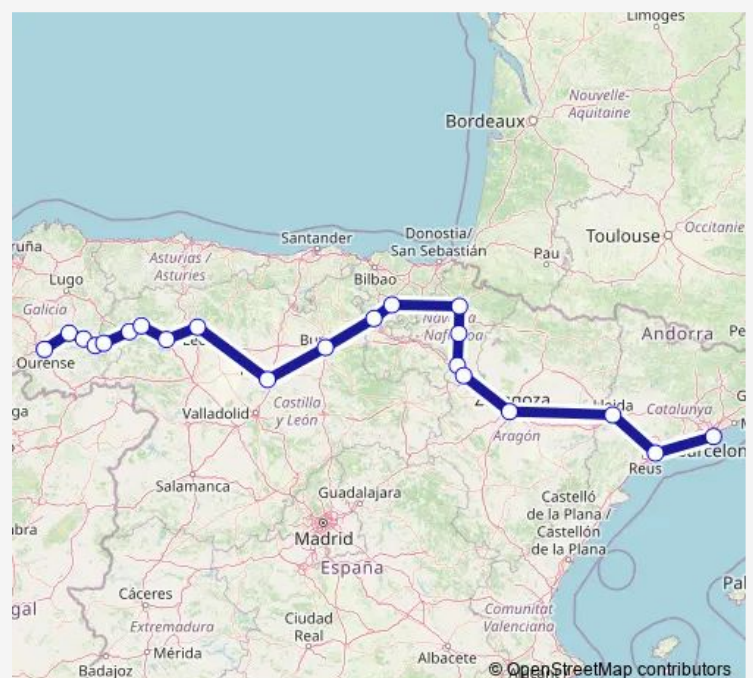 Limoges
Bordeaux
Nouvelle-
Aquitaine
Donostia/
San Sebastián
Santander
Toulouse
Occitanie
Asturias /
Asturies
Pau
Bilbao
Lugo
Galicia
Andorra
Ourense
Valladolid
Castilla
y León
Catalunya
Aragón
Reus
Salamanca
Guadalajara
Castelló
de la Plana /
Castellón
de la Plana
Madrid
España
Cáceres
Extremadura
Ciudad
Real
Comunitat
Valenciana
Mérida
Albacete
Badajoz
© OpenStreetMap contributors